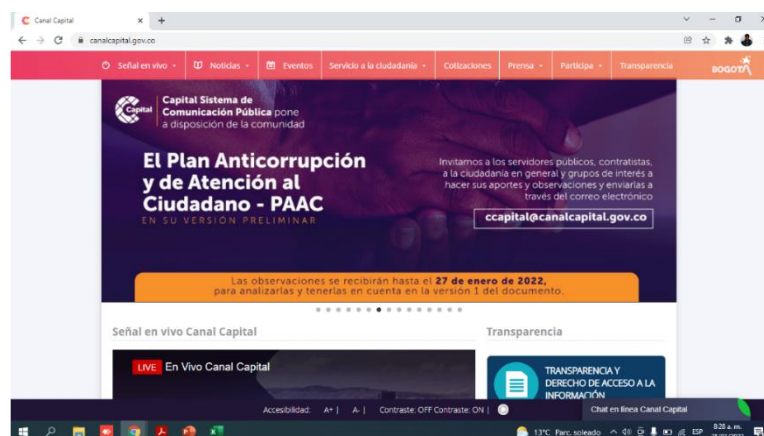 Canal Capital
canalcapital.gov.co
Señal en vivo
Noticias
Eventos
Servicio a la ciudadanía
Cotizaciones
Prensa
Participa
Transparencia
BOGOTÁ
Capital
Capital Sistema de
Comunicación Pública pone
a disposición de la comunidad
El Plan Anticorrupción
y de Atención al
Ciudadano - PAAC
EN SU VERSIÓN PRELIMINAR
Invitamos a los servidores públicos, contratistas,
a la ciudadanía en general y grupos de interés a
hacer sus aportes y observaciones y enviarlas a
través del correo electrónico
ccapital@canalcapital.gov.co
Las observaciones se recibirán hasta el 27 de enero de 2022,
para analizarlas y tenerlas en cuenta en la versión 1 del documento.
Señal en vivo Canal Capital
Transparencia
LIVE En Vivo Canal Capital
TRANSPARENCIA Y
DERECHO DE ACCESO A LA
INFORMACIÓN
Accesibilidad: A+ | A- | Contraste: OFF Contraste: ON |
Chat en línea Canal Capital
13°C Parc. soleado
ESP
9:28 a. m.